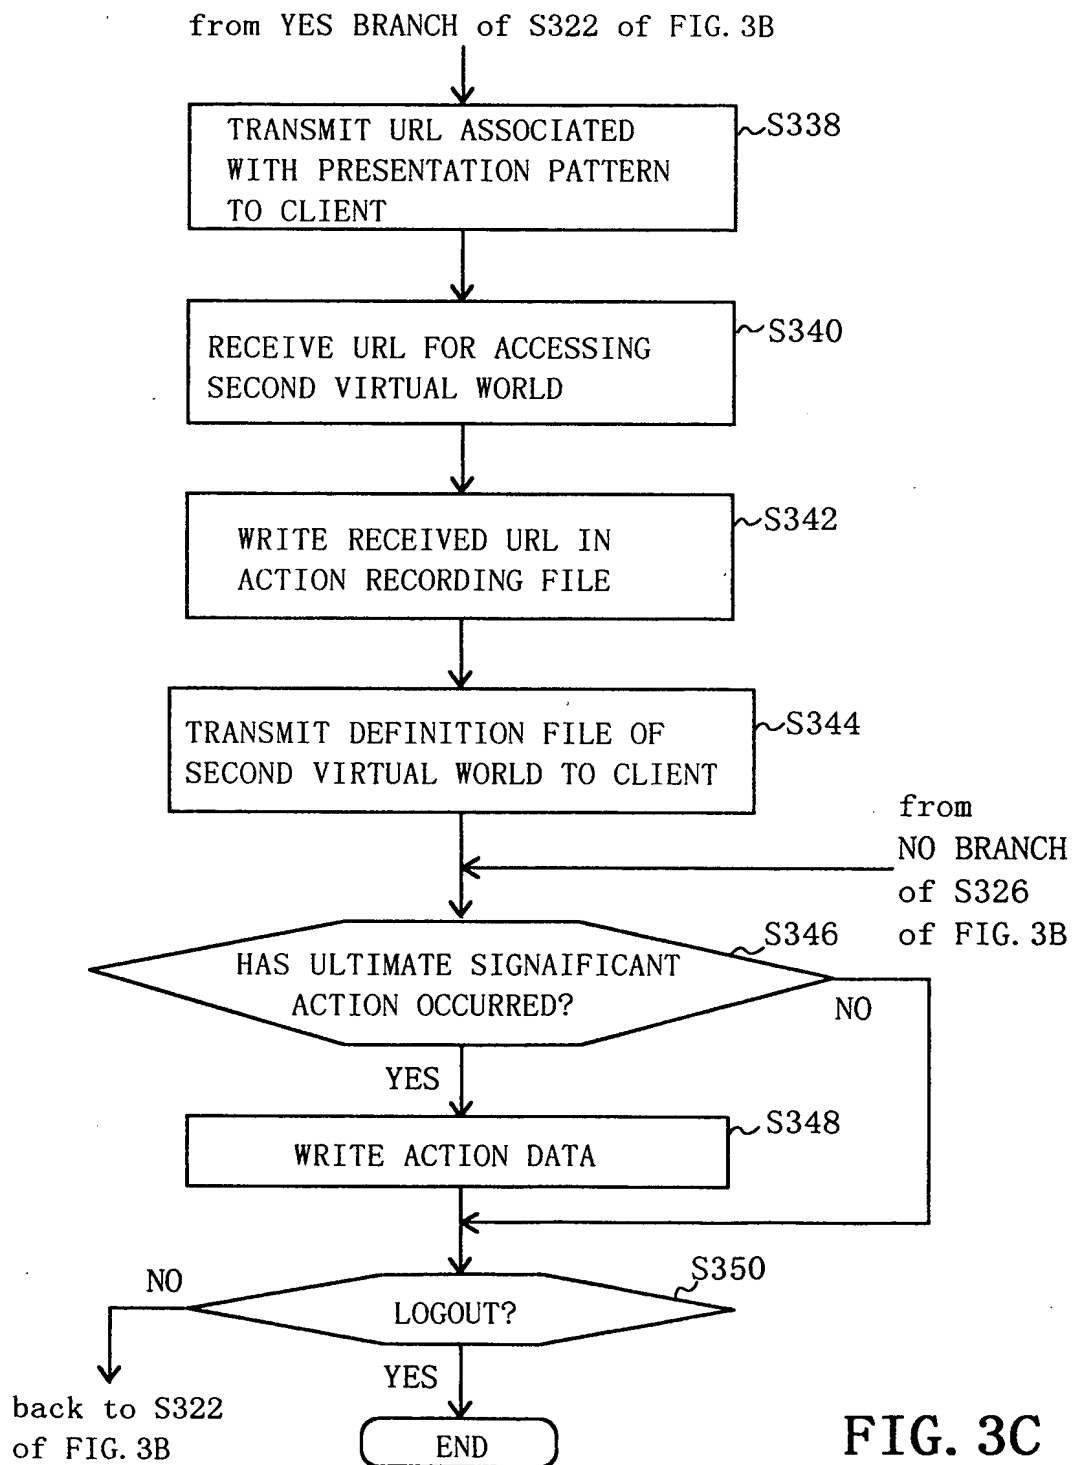 from YES BRANCH of S322 of FIG. 3B
TRANSMIT URL ASSOCIATED
WITH PRESENTATION PATTERN
TO CLIENT
S338
RECEIVE URL FOR ACCESSING
SECOND VIRTUAL WORLD
S340
WRITE RECEIVED URL IN
ACTION RECORDING FILE
S342
TRANSMIT DEFINITION FILE OF
SECOND VIRTUAL WORLD TO CLIENT
S344
from
NO BRANCH
of S326
of FIG. 3B
HAS ULTIMATE SIGNAIFICANT
ACTION OCCURRED?
S346
NO
YES
WRITE ACTION DATA
S348
LOGOUT?
S350
NO
YES
back to S322
of FIG. 3B
END
FIG. 3C